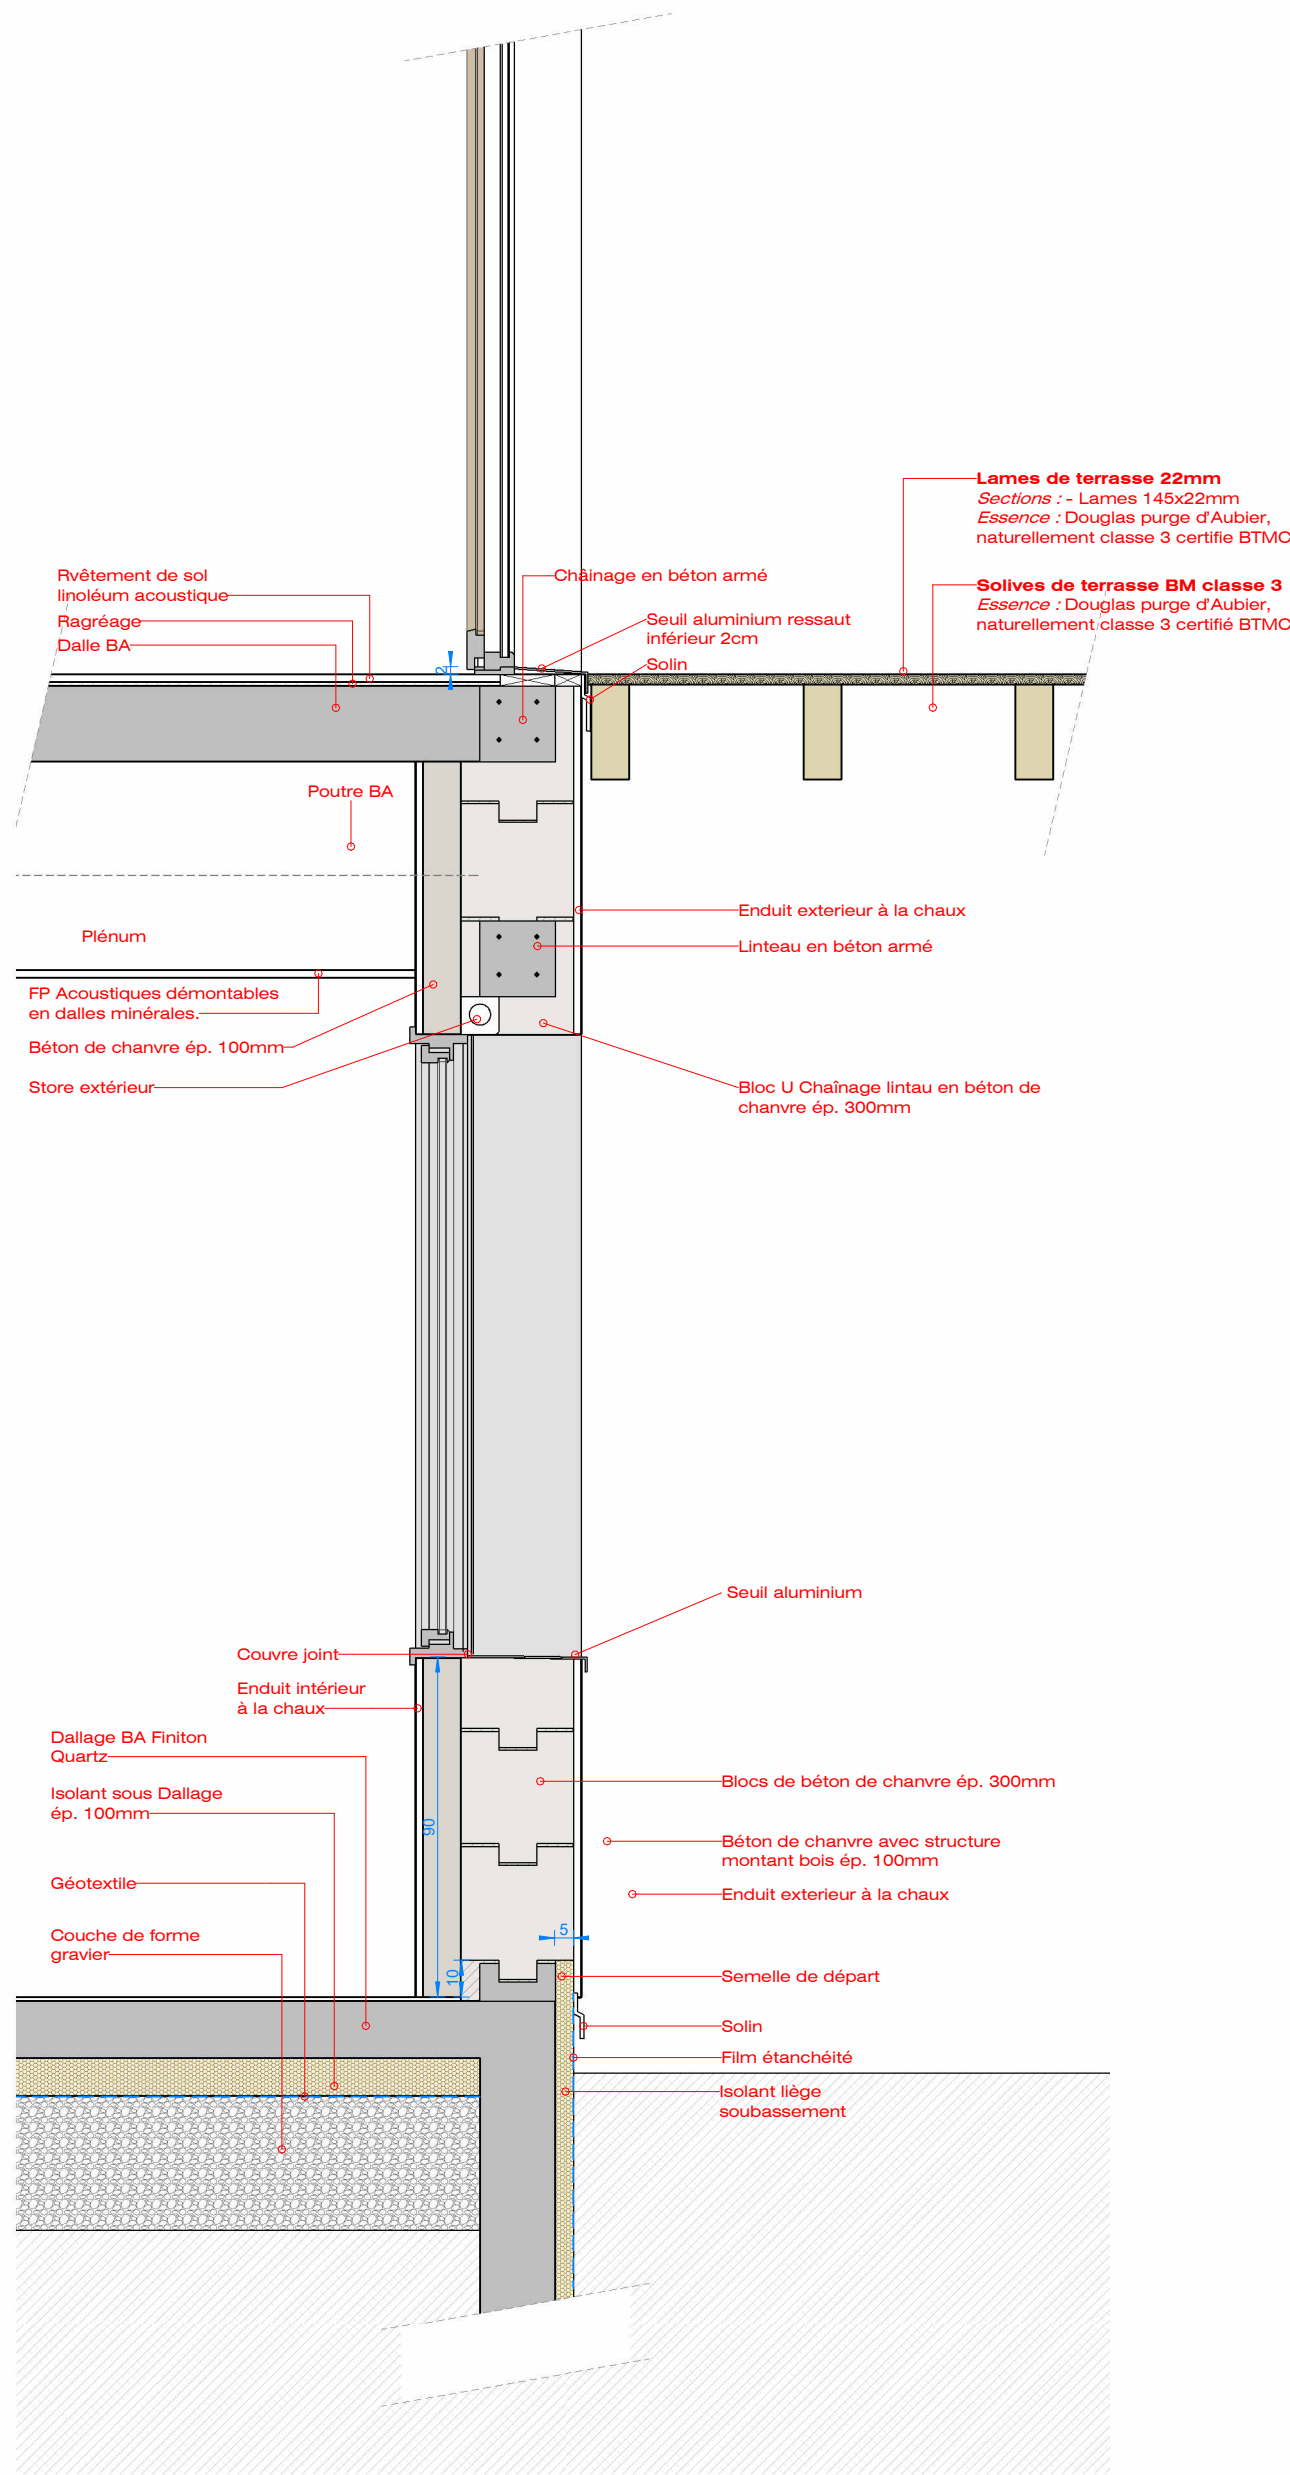 Lames de terrasse 22mm
Sections : - Lames 145x22mm
Essence : Douglas purge d'Aubier,
naturellement classe 3 certifie BTMC
Solives de terrasse BM classe 3
Essence : Douglas purge d'Aubier,
naturellement classe 3 certifié BTMC
Rvêtement de sol
linoléum acoustique
Ragréage
Dalle BA
Châinage en béton armé
Seuil aluminium ressaut
inférieur 2cm
Solin
2
Poutre BA
Plénum
Enduit exterieur à la chaux
Linteau en béton armé
FP Acoustiques démontables
en dalles minérales.
Béton de chanvre ép. 100mm
Store extérieur
Bloc U Chaînage lintau en béton de
chanvre ép. 300mm
Seuil aluminium
Couvre joint
Enduit intérieur
à la chaux
Dallage BA Finiton
Quartz
Isolant sous Dallage
ép. 100mm
Géotextile
Couche de forme
gravier
90
Blocs de béton de chanvre ép. 300mm
Béton de chanvre avec structure
montant bois ép. 100mm
Enduit exterieur à la chaux
5
10
Semelle de départ
Solin
Film étanchéité
Isolant liège
soubassement